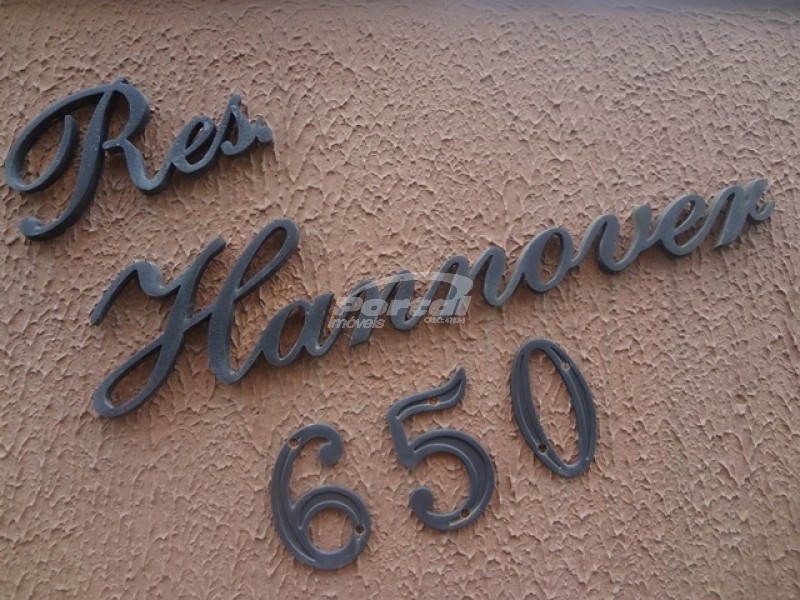 Res.
Hannover
Portal
imóveis
650